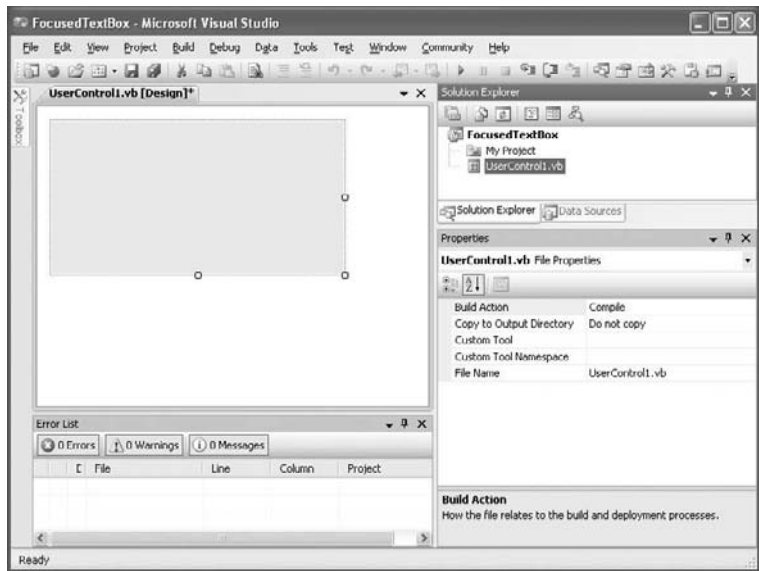 FocusedTextBox - Microsoft Visual Studio
File Edit View Project Build Debug Data Tools Test Window Community Help
UserControl1.vb [Design]*
Toolbox
Solution Explorer
FocusedTextBox
My Project
UserControl1.vb
Solution Explorer Data Sources
Properties
UserControl1.vb File Properties
Build Action Compile
Copy to Output Directory Do not copy
Custom Tool
Custom Tool Namespace
File Name UserControl1.vb
Error List
0 Errors 0 Warnings 0 Messages
D File Line Column Project
Build Action
How the file relates to the build and deployment processes.
Ready